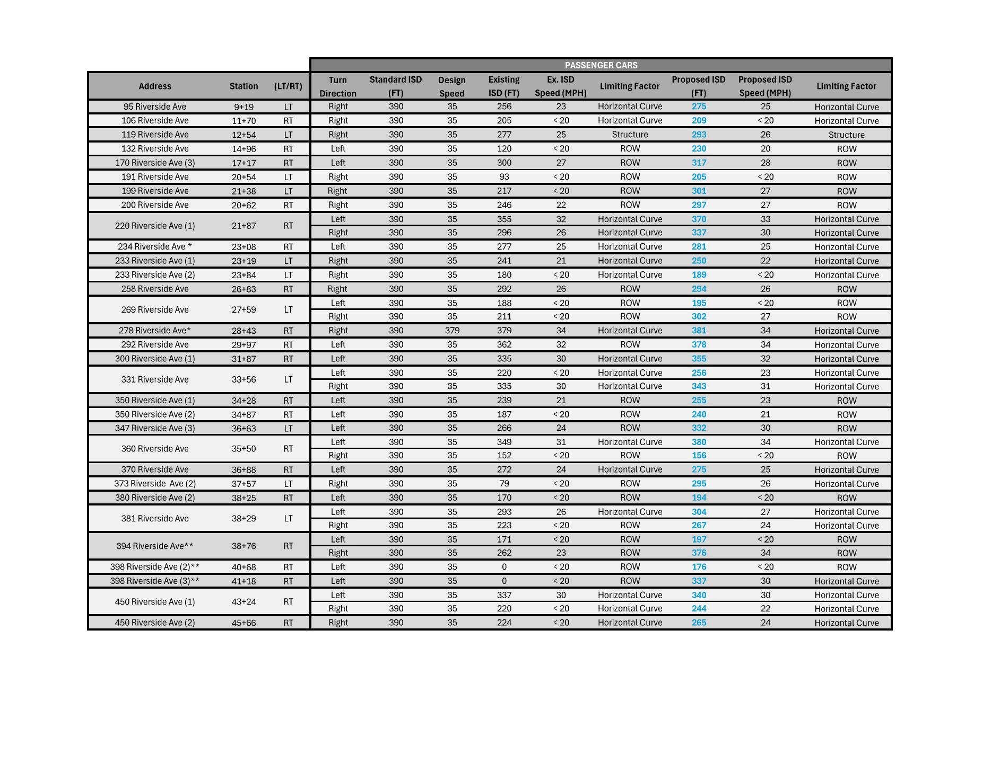 PASSENGER CARS
Address Station (LT/RT) Turn Direction Standard ISD (FT) Design Speed Existing ISD (FT) Ex. ISD Speed (MPH) Limiting Factor Proposed ISD (FT) Proposed ISD Speed (MPH) Limiting Factor
95 Riverside Ave 9+19 LT Right 390 35 256 23 Horizontal Curve 275 25 Horizontal Curve
106 Riverside Ave 11+70 RT Right 390 35 205 < 20 Horizontal Curve 209 < 20 Horizontal Curve
119 Riverside Ave 12+54 LT Right 390 35 277 25 Structure 293 26 Structure
132 Riverside Ave 14+96 RT Left 390 35 120 < 20 ROW 230 20 ROW
170 Riverside Ave (3) 17+17 RT Left 390 35 300 27 ROW 317 28 ROW
191 Riverside Ave 20+54 LT Right 390 35 93 < 20 ROW 205 < 20 ROW
199 Riverside Ave 21+38 LT Right 390 35 217 < 20 ROW 301 27 ROW
200 Riverside Ave 20+62 RT Right 390 35 246 22 ROW 297 27 ROW
220 Riverside Ave (1) 21+87 RT Left 390 35 355 32 Horizontal Curve 370 33 Horizontal Curve
Right 390 35 296 26 Horizontal Curve 337 30 Horizontal Curve
234 Riverside Ave * 23+08 RT Left 390 35 277 25 Horizontal Curve 281 25 Horizontal Curve
233 Riverside Ave (1) 23+19 LT Right 390 35 241 21 Horizontal Curve 250 22 Horizontal Curve
233 Riverside Ave (2) 23+84 LT Right 390 35 180 < 20 Horizontal Curve 189 < 20 Horizontal Curve
258 Riverside Ave 26+83 RT Right 390 35 292 26 ROW 294 26 ROW
269 Riverside Ave 27+59 LT Left 390 35 188 < 20 ROW 195 < 20 ROW
Right 390 35 211 < 20 ROW 302 27 ROW
278 Riverside Ave* 28+43 RT Right 390 379 379 34 Horizontal Curve 381 34 Horizontal Curve
292 Riverside Ave 29+97 RT Left 390 35 362 32 ROW 378 34 Horizontal Curve
300 Riverside Ave (1) 31+87 RT Left 390 35 335 30 Horizontal Curve 355 32 Horizontal Curve
331 Riverside Ave 33+56 LT Left 390 35 220 < 20 Horizontal Curve 256 23 Horizontal Curve
Right 390 35 335 30 Horizontal Curve 343 31 Horizontal Curve
350 Riverside Ave (1) 34+28 RT Left 390 35 239 21 ROW 255 23 ROW
350 Riverside Ave (2) 34+87 RT Left 390 35 187 < 20 ROW 240 21 ROW
347 Riverside Ave (3) 36+63 LT Left 390 35 266 24 ROW 332 30 ROW
360 Riverside Ave 35+50 RT Left 390 35 349 31 Horizontal Curve 380 34 Horizontal Curve
Right 390 35 152 < 20 ROW 156 < 20 ROW
370 Riverside Ave 36+88 RT Left 390 35 272 24 Horizontal Curve 275 25 Horizontal Curve
373 Riverside Ave (2) 37+57 LT Right 390 35 79 < 20 ROW 295 26 Horizontal Curve
380 Riverside Ave (2) 38+25 RT Left 390 35 170 < 20 ROW 194 < 20 ROW
381 Riverside Ave 38+29 LT Left 390 35 293 26 Horizontal Curve 304 27 Horizontal Curve
Right 390 35 223 < 20 ROW 267 24 Horizontal Curve
394 Riverside Ave** 38+76 RT Left 390 35 171 < 20 ROW 197 < 20 ROW
Right 390 35 262 23 ROW 376 34 ROW
398 Riverside Ave (2)** 40+68 RT Left 390 35 0 < 20 ROW 176 < 20 ROW
398 Riverside Ave (3)** 41+18 RT Left 390 35 0 < 20 ROW 337 30 Horizontal Curve
450 Riverside Ave (1) 43+24 RT Left 390 35 337 30 Horizontal Curve 340 30 Horizontal Curve
Right 390 35 220 < 20 Horizontal Curve 244 22 Horizontal Curve
450 Riverside Ave (2) 45+66 RT Right 390 35 224 < 20 Horizontal Curve 265 24 Horizontal Curve